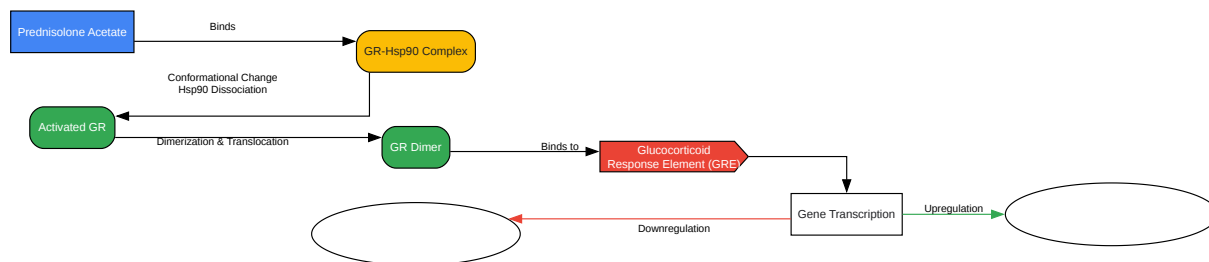 Prednisolone Acetate
Binds
GR-Hsp90 Complex
Conformational Change
Hsp90 Dissociation
Activated GR
Dimerization & Translocation
GR Dimer
Binds to
Glucocorticoid
Response Element (GRE)
Gene Transcription
Upregulation
Downregulation